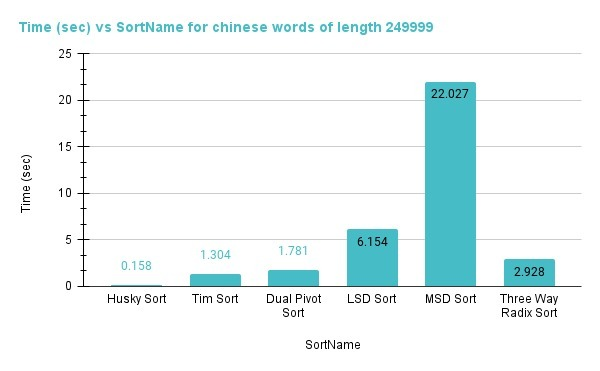 Time (sec) vs SortName for chinese words of length 249999
Time (sec)
25
20
15
10
5
0
0.158
1.304
1.781
6.154
22.027
2.928
Husky Sort
Tim Sort
Dual Pivot
Sort
LSD Sort
MSD Sort
Three Way
Radix Sort
SortName